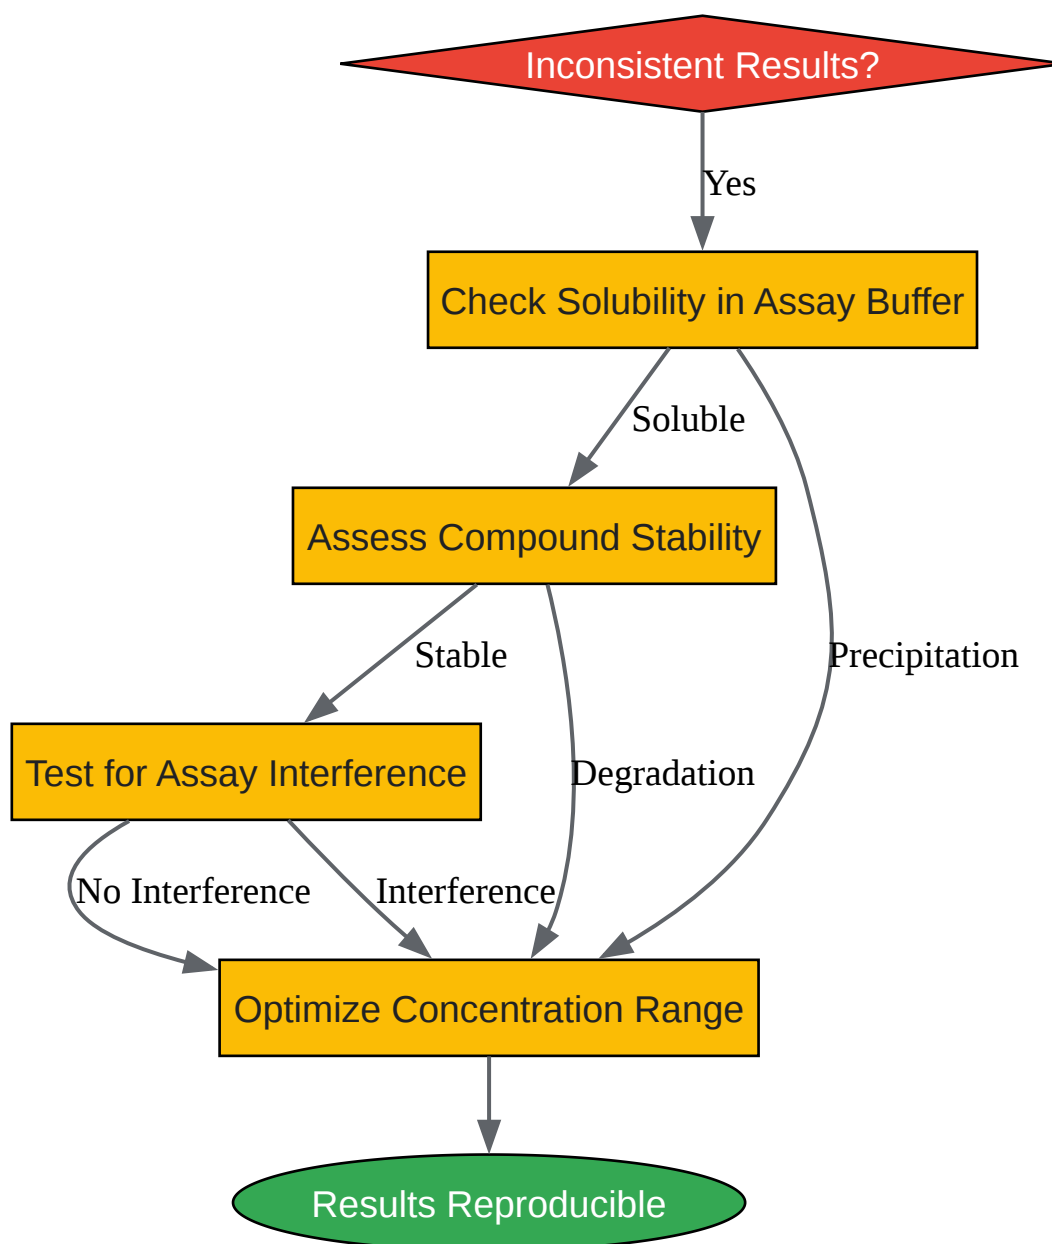 Inconsistent Results?
Yes
Check Solubility in Assay Buffer
Soluble
Assess Compound Stability
Stable
Precipitation
Test for Assay Interference
Degradation
No Interference
Interference
Optimize Concentration Range
Results Reproducible